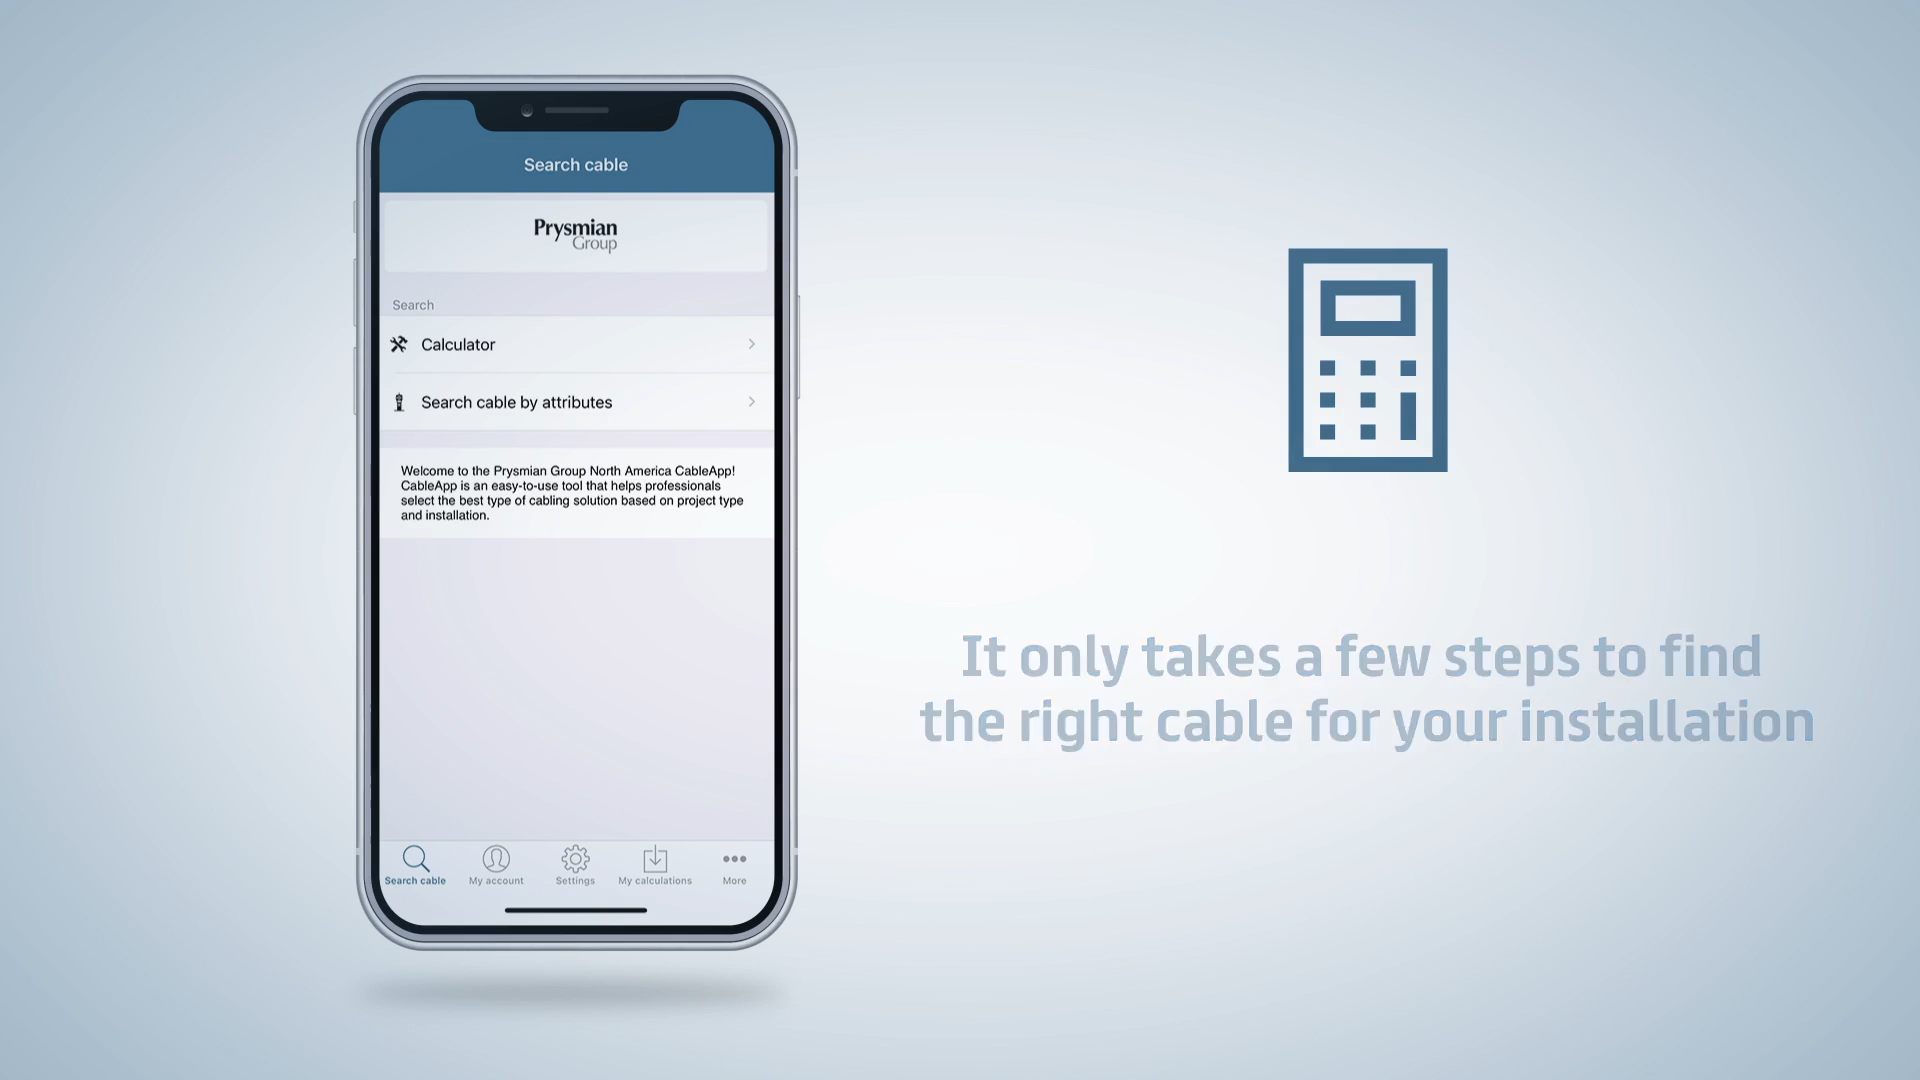 Search cable
Prysmian
Group
Search
Calculator
Search cable by attributes
Welcome to the Prysmian Group North America CableApp!
CableApp is an easy-to-use tool that helps professionals
select the best type of cabling solution based on project type
and installation.
Search cable
My account
Settings
My calculations
More
It only takes a few steps to find
the right cable for your installation